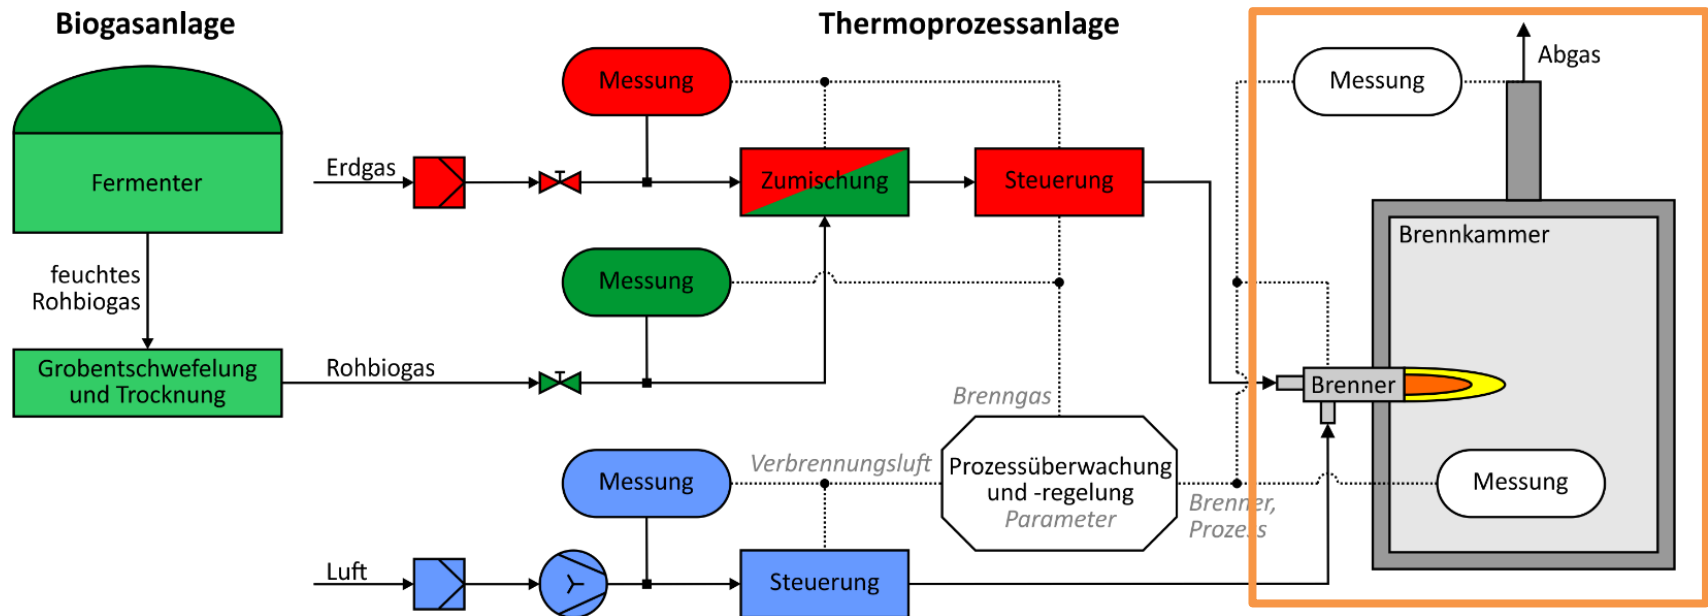 Biogasanlage
Thermoprozessanlage
Abgas
Messung
Messung
Erdgas
Fermenter
Zumischung
Steuerung
Brennkammer
feuchtes
Rohbiogas
Messung
Grobentschwefelung
und Trocknung
Rohbiogas
Brenner
Brenngas
Verbrennungsluft
Messung
Prozessüberwachung
und -regelung
Parameter
Brenner,
Prozess
Messung
Luft
Steuerung